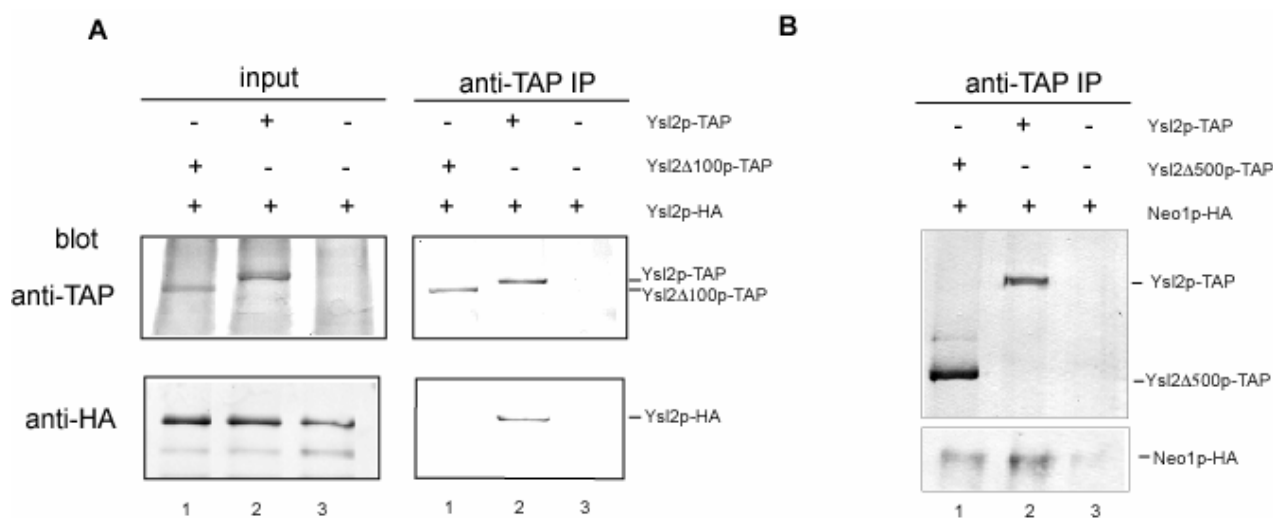 A
B
input
anti-TAP IP
anti-TAP IP
- + - - + - Ysl2p-TAP
- + - Ysl2p-TAP
+ - - + - - Ysl2Δ100p-TAP
+ - - Ysl2Δ500p-TAP
+ + + + + + Ysl2p-HA
+ + + Neo1p-HA
blot
anti-TAP
Ysl2p-TAP
Ysl2Δ100p-TAP
Ysl2p-TAP
Ysl2Δ500p-TAP
anti-HA
Ysl2p-HA
Neo1p-HA
1 2 3 1 2 3
1 2 3